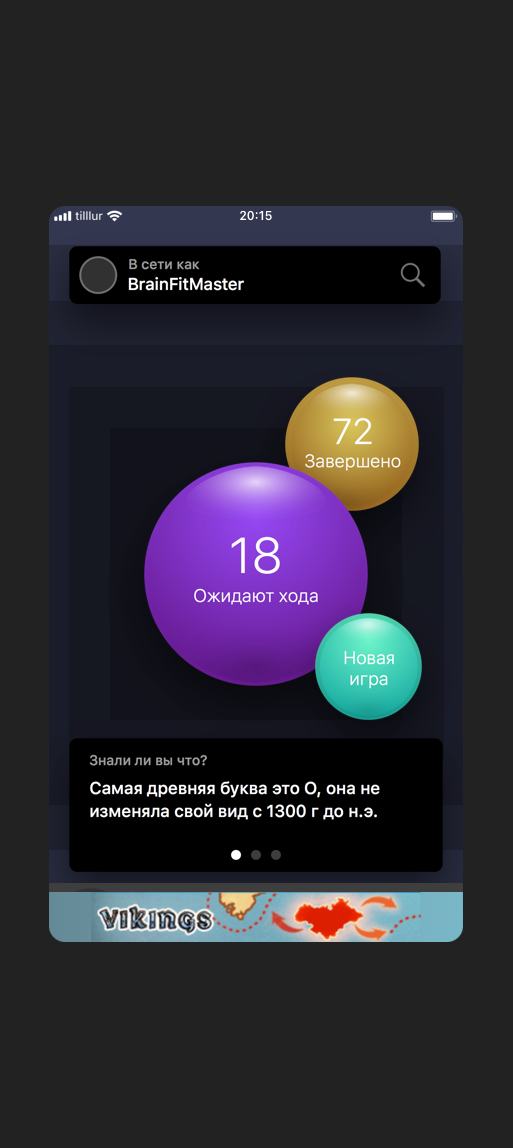 tilllur
20:15
В сети как
BrainFitMaster
72
Завершено
18
Ожидают хода
Новая
игра
Знали ли вы что?
Самая древняя буква это О, она не
изменяла свой вид с 1300 г до н.э.
vikings